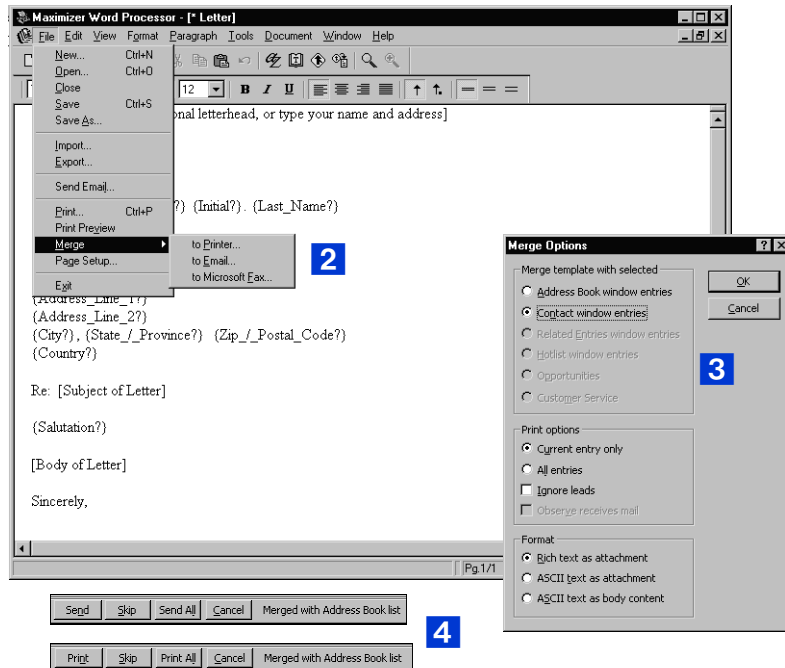 Maximizer Word Processor - [* Letter]
File Edit View Format Paragraph Tools Document Window Help
New... Ctrl+N
Open... Ctrl+O
Close
Save Ctrl+S
Save As...
Import...
Export...
Send Email...
Print... Ctrl+P
Print Preview
Merge
Page Setup...
Exit
to Printer...
to Email...
to Microsoft Fax...
12 B I U
onal letterhead, or type your name and address]
?} {Initial?}. {Last_Name?}
2
{Address_Line_1?}
{Address_Line_2?}
{City?}, {State_/_Province?} {Zip_/_Postal_Code?}
{Country?}
Re: [Subject of Letter]
{Salutation?}
[Body of Letter]
Sincerely,
Pg.1/1
Merge Options
Merge template with selected
Address Book window entries
Contact window entries
Related Entries window entries
Hotlist window entries
Opportunities
Customer Service
OK
Cancel
3
Print options
Current entry only
All entries
Ignore leads
Observe receives mail
Format
Rich text as attachment
ASCII text as attachment
ASCII text as body content
Send Skip Send All Cancel Merged with Address Book list
4
Print Skip Print All Cancel Merged with Address Book list